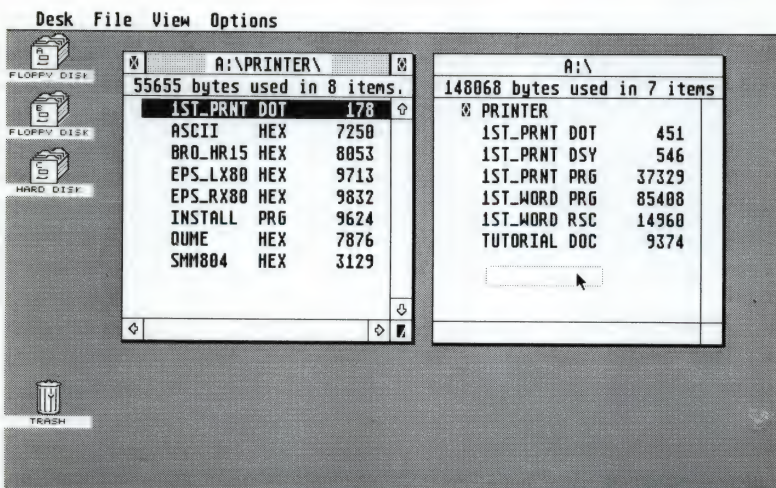 Desk File View Options
A
FLOPPY DISK
B
FLOPPY DISK
C
HARD DISK
TRASH
A:\PRINTER\
55655 bytes used in 8 items.
1ST_PRNT DOT 178
ASCII HEX 7250
BRO_HR15 HEX 8053
EPS_LX80 HEX 9713
EPS_RX80 HEX 9832
INSTALL PRG 9624
QUME HEX 7876
SMM804 HEX 3129
A:\
148068 bytes used in 7 items
PRINTER
1ST_PRNT DOT 451
1ST_PRNT DSY 546
1ST_PRNT PRG 37329
1ST_WORD PRG 85408
1ST_WORD RSC 14960
TUTORIAL DOC 9374